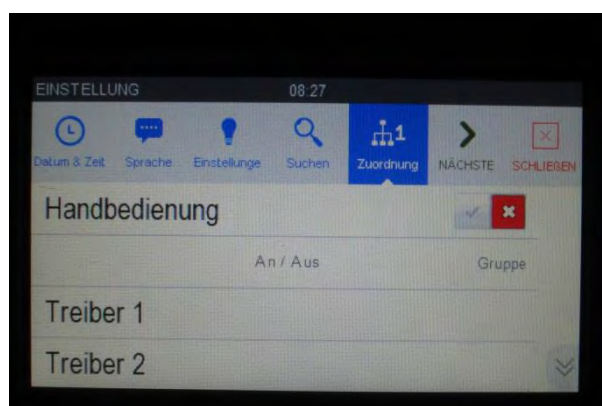 EINSTELLUNG 08:27
Datum & Zeit Sprache Einstellunge Suchen Zuordnung NÄCHSTE SCHLIEßEN
1
Handbedienung
An / Aus Gruppe
Treiber 1
Treiber 2